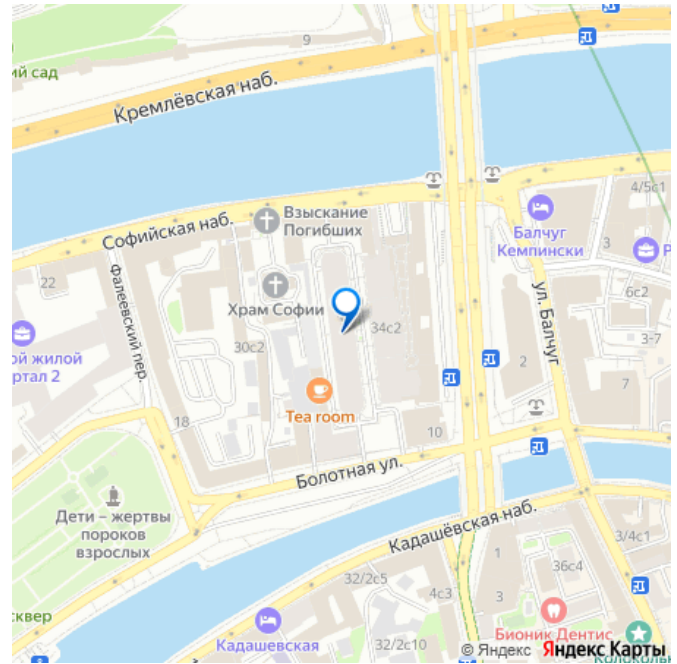 9
ий сад
Кремлёвская наб.
4/5с1
Взыскание
Погибших
Софийская наб.
Балчуг
Кемпински
3
Р
22
Фалеевский пер.
Храм Софии
ул. Балчуг
6с2
34с2
30с2
3-7
ой жилой
ртал 2
2
7
Tea room
18
10
Болотная ул.
Дети – жертвы
пороков
взрослых
Кадашёвская наб.
3/4с1
1
36с4
32/2с5
4с3
3
сквер
Кадашевская
32/2с10
Бионик Дентис
© Яндекс Яндекс Карты